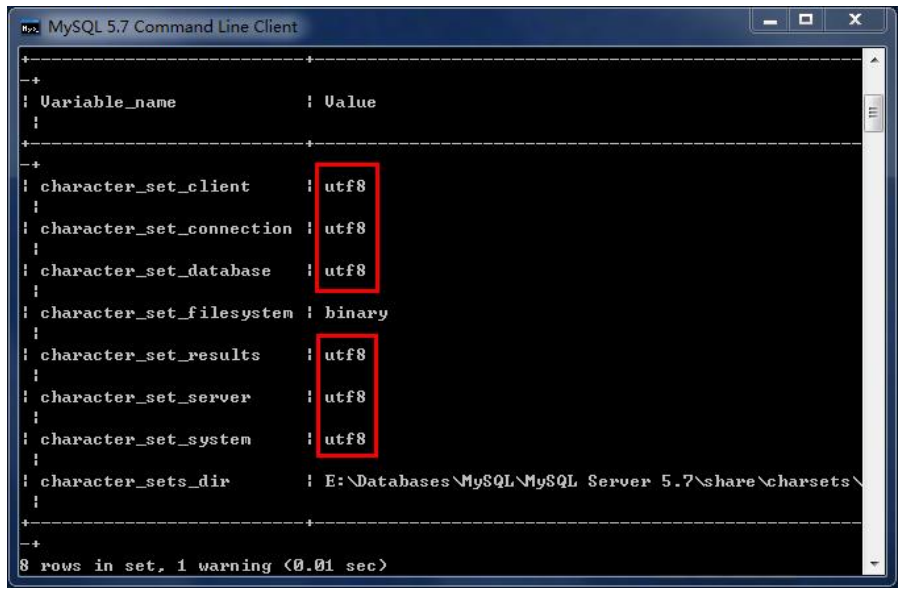 MySQL 5.7 Command Line Client
+---------------------------+--------------------------------------------------
-+
| Variable_name | Value
|
+---------------------------+--------------------------------------------------
-+
| character_set_client | utf8
|
| character_set_connection | utf8
|
| character_set_database | utf8
|
| character_set_filesystem | binary
|
| character_set_results | utf8
|
| character_set_server | utf8
|
| character_set_system | utf8
|
| character_sets_dir | E:\Databases\MySQL\MySQL Server 5.7\share\charsets\
|
+---------------------------+--------------------------------------------------
-+
8 rows in set, 1 warning (0.01 sec)